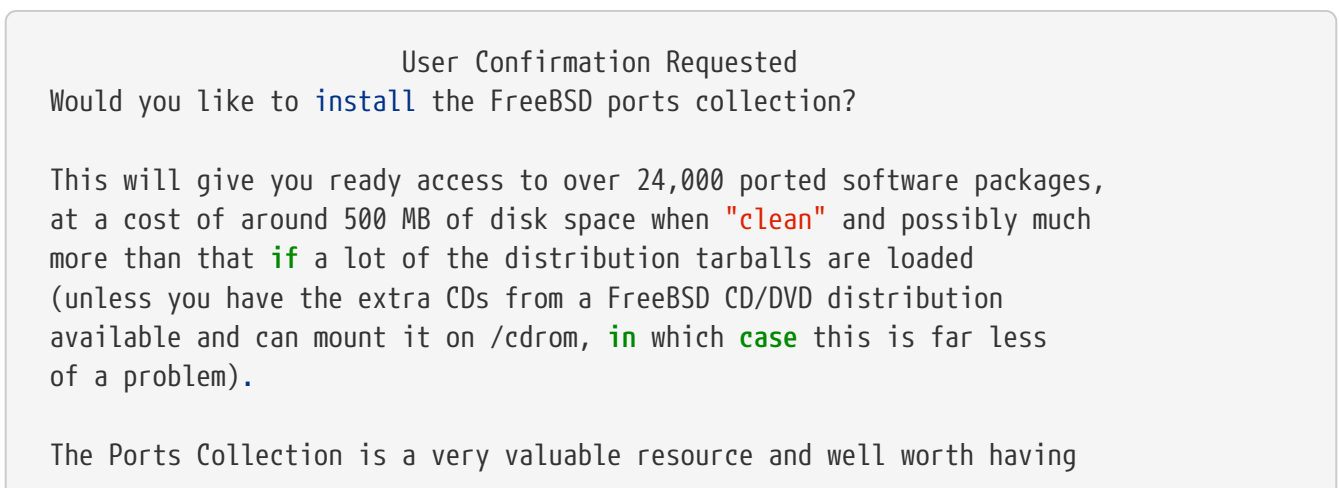 User Confirmation Requested
Would you like to install the FreeBSD ports collection?
This will give you ready access to over 24,000 ported software packages,
at a cost of around 500 MB of disk space when "clean" and possibly much
more than that if a lot of the distribution tarballs are loaded
(unless you have the extra CDs from a FreeBSD CD/DVD distribution
available and can mount it on /cdrom, in which case this is far less
of a problem).
The Ports Collection is a very valuable resource and well worth having